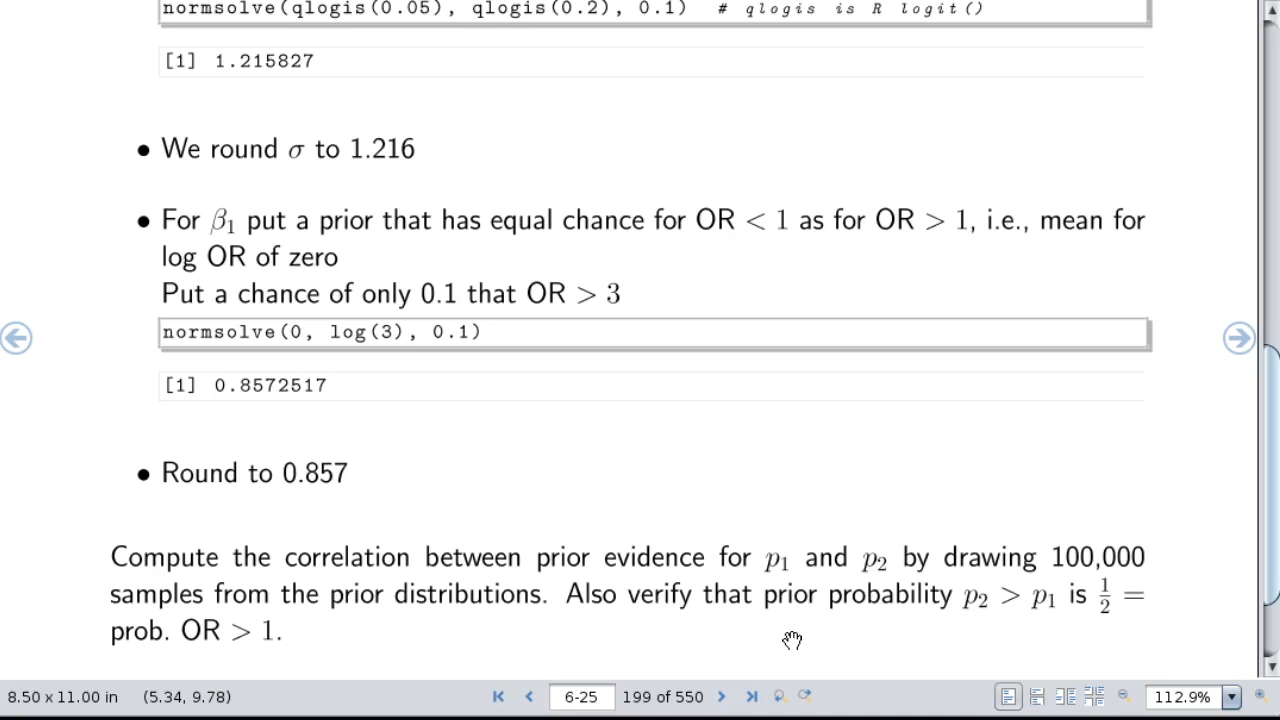 normsolve(qlogis(0.05), qlogis(0.2), 0.1) # qlogis is R logit()
[1] 1.215827
• We round σ to 1.216
• For β₁ put a prior that has equal chance for OR < 1 as for OR > 1, i.e., mean for
log OR of zero
Put a chance of only 0.1 that OR > 3
normsolve(0, log(3), 0.1)
[1] 0.8572517
• Round to 0.857
Compute the correlation between prior evidence for p₁ and p₂ by drawing 100,000
samples from the prior distributions. Also verify that prior probability p₂ > p₁ is ½ =
prob. OR > 1.
8.50 x 11.00 in (5.34, 9.78) 6-25 199 of 550 112.9%